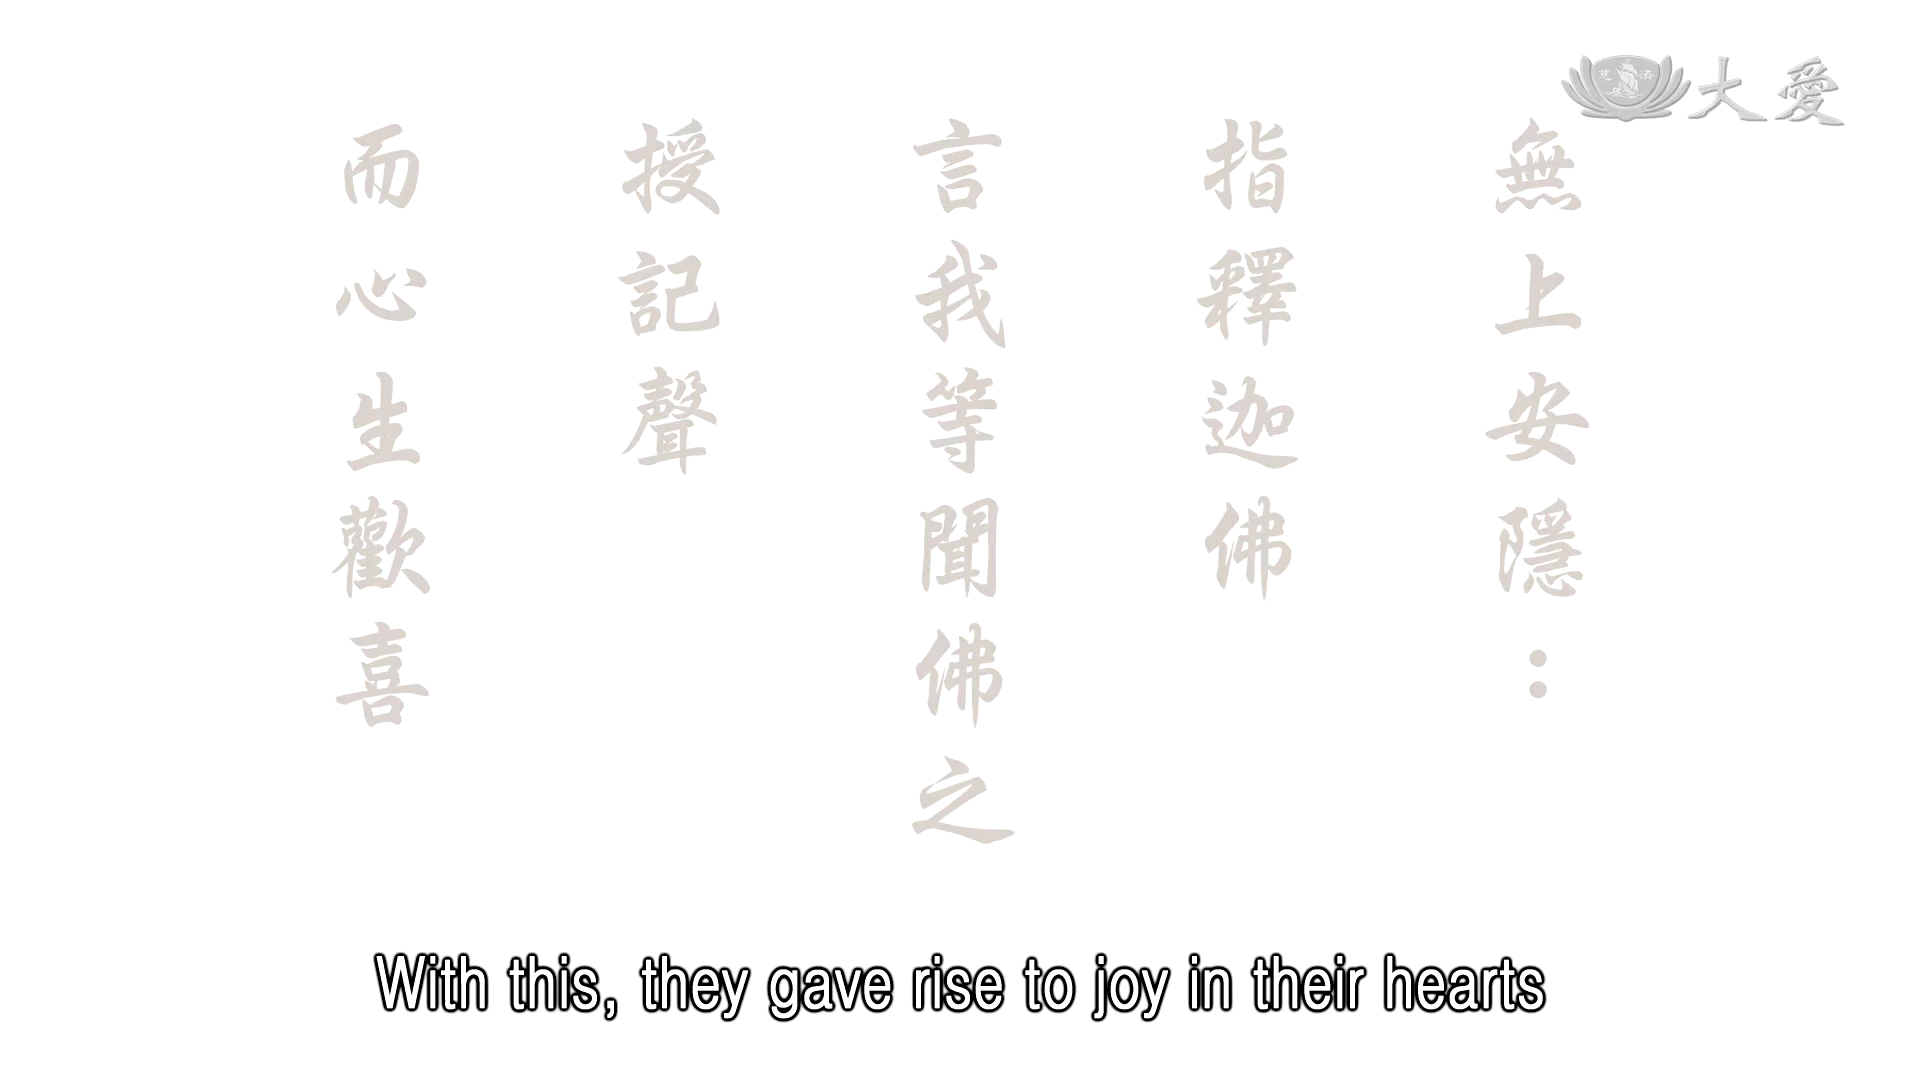 大愛
無上安隱：
指釋迦佛
言我等聞佛之
授記聲
而心生歡喜
With this, they gave rise to joy in their hearts